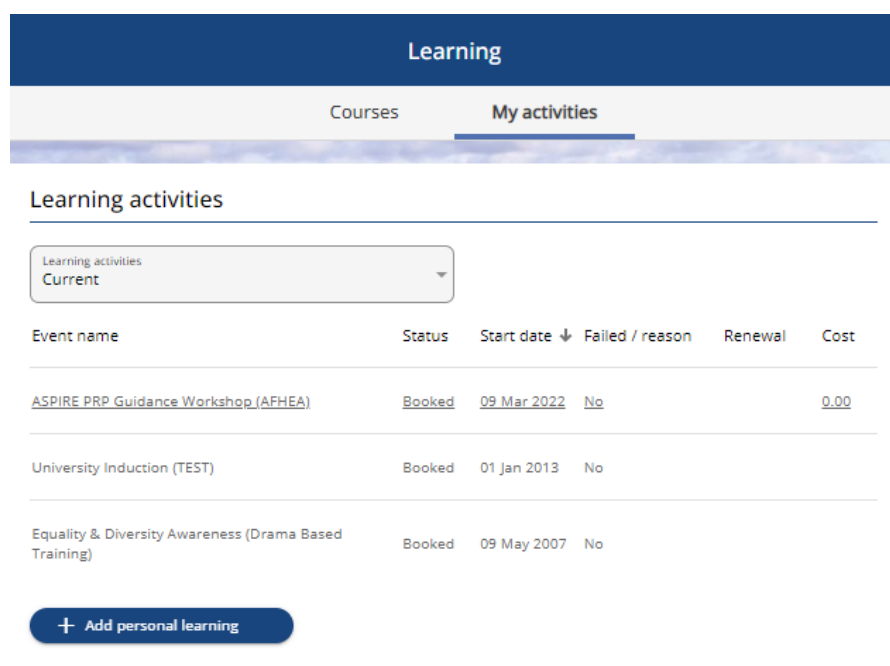 Learning
Courses My activities
Learning activities
Learning activities
Current
Event name Status Start date Failed / reason Renewal Cost
ASPIRE PRP Guidance Workshop (AFHEA) Booked 09 Mar 2022 No 0.00
University Induction (TEST) Booked 01 Jan 2013 No
Equality & Diversity Awareness (Drama Based
Training) Booked 09 May 2007 No
+ Add personal learning